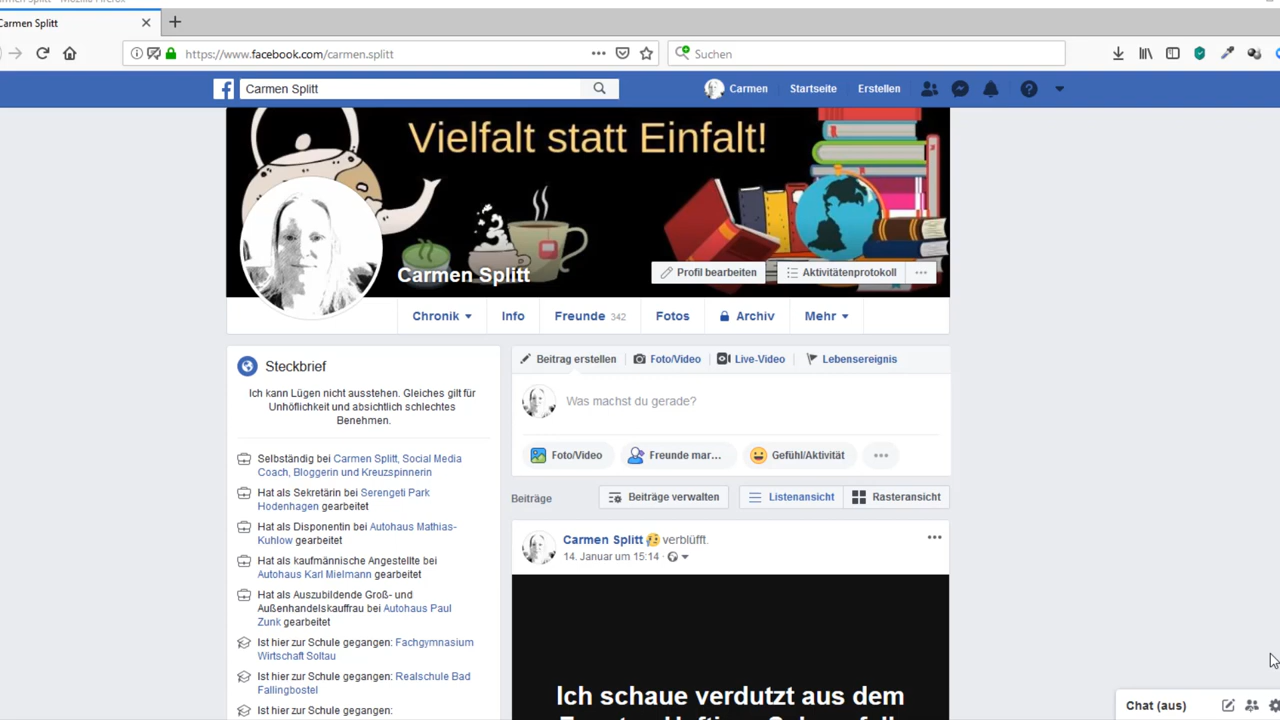 Carmen Splitt
https://www.facebook.com/carmen.splitt
Suchen
Carmen Splitt
Carmen
Startseite
Erstellen
Vielfalt statt Einfalt!
Carmen Splitt
Profil bearbeiten
Aktivitätenprotokoll
Chronik
Info
Freunde 342
Fotos
Archiv
Mehr
Steckbrief
Ich kann Lügen nicht ausstehen. Gleiches gilt für
Unhöflichkeit und absichtlich schlechtes
Benehmen.
Selbständig bei Carmen Splitt, Social Media
Coach, Bloggerin und Kreuzspinnerin
Hat als Sekretärin bei Serengeti Park
Hodenhagen gearbeitet
Hat als Disponentin bei Autohaus Mathias-
Kuhlow gearbeitet
Hat als kaufmännische Angestellte bei
Autohaus Karl Mielmann gearbeitet
Hat als Auszubildende Groß- und
Außenhandelskauffrau bei Autohaus Paul
Zunk gearbeitet
Ist hier zur Schule gegangen: Fachgymnasium
Wirtschaft Soltau
Ist hier zur Schule gegangen: Realschule Bad
Fallingbostel
Ist hier zur Schule gegangen:
Beitrag erstellen
Foto/Video
Live-Video
Lebensereignis
Was machst du gerade?
Foto/Video
Freunde mar...
Gefühl/Aktivität
Beiträge
Beiträge verwalten
Listenansicht
Rasteransicht
Carmen Splitt verblüfft.
14. Januar um 15:14
Ich schaue verdutzt aus dem
Chat (aus)